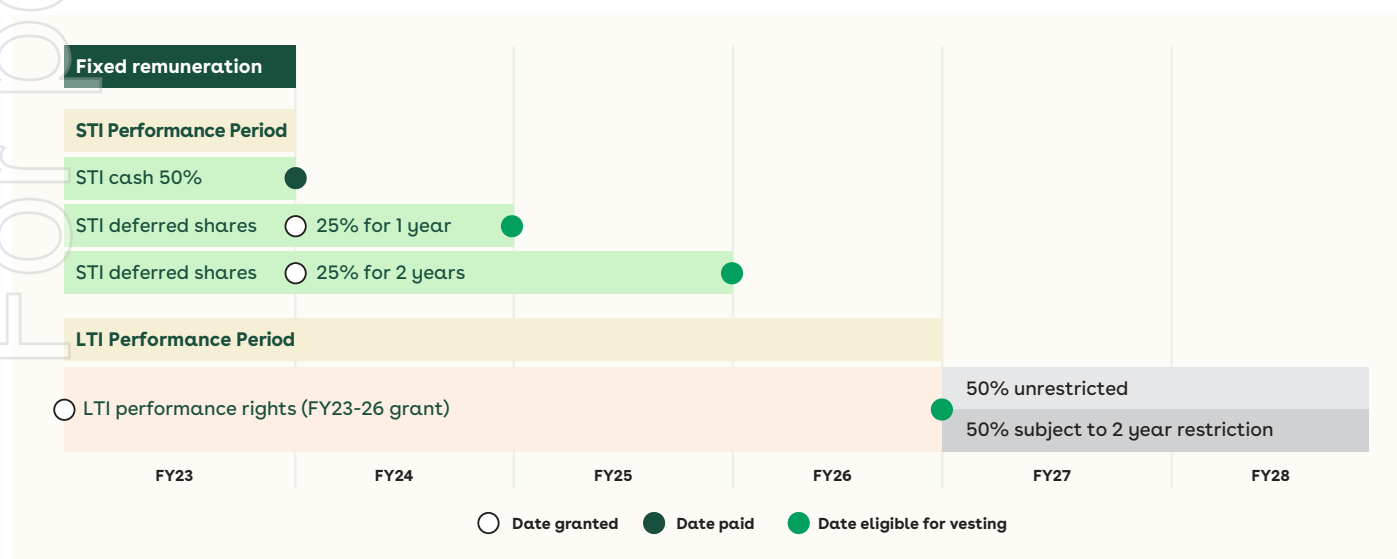 Fixed remuneration
STI Performance Period
STI cash 50%
STI deferred shares 25% for 1 year
STI deferred shares 25% for 2 years
LTI Performance Period
LTI performance rights (FY23-26 grant)
50% unrestricted
50% subject to 2 year restriction
FY23 FY24 FY25 FY26 FY27 FY28
Date granted Date paid Date eligible for vesting
For p